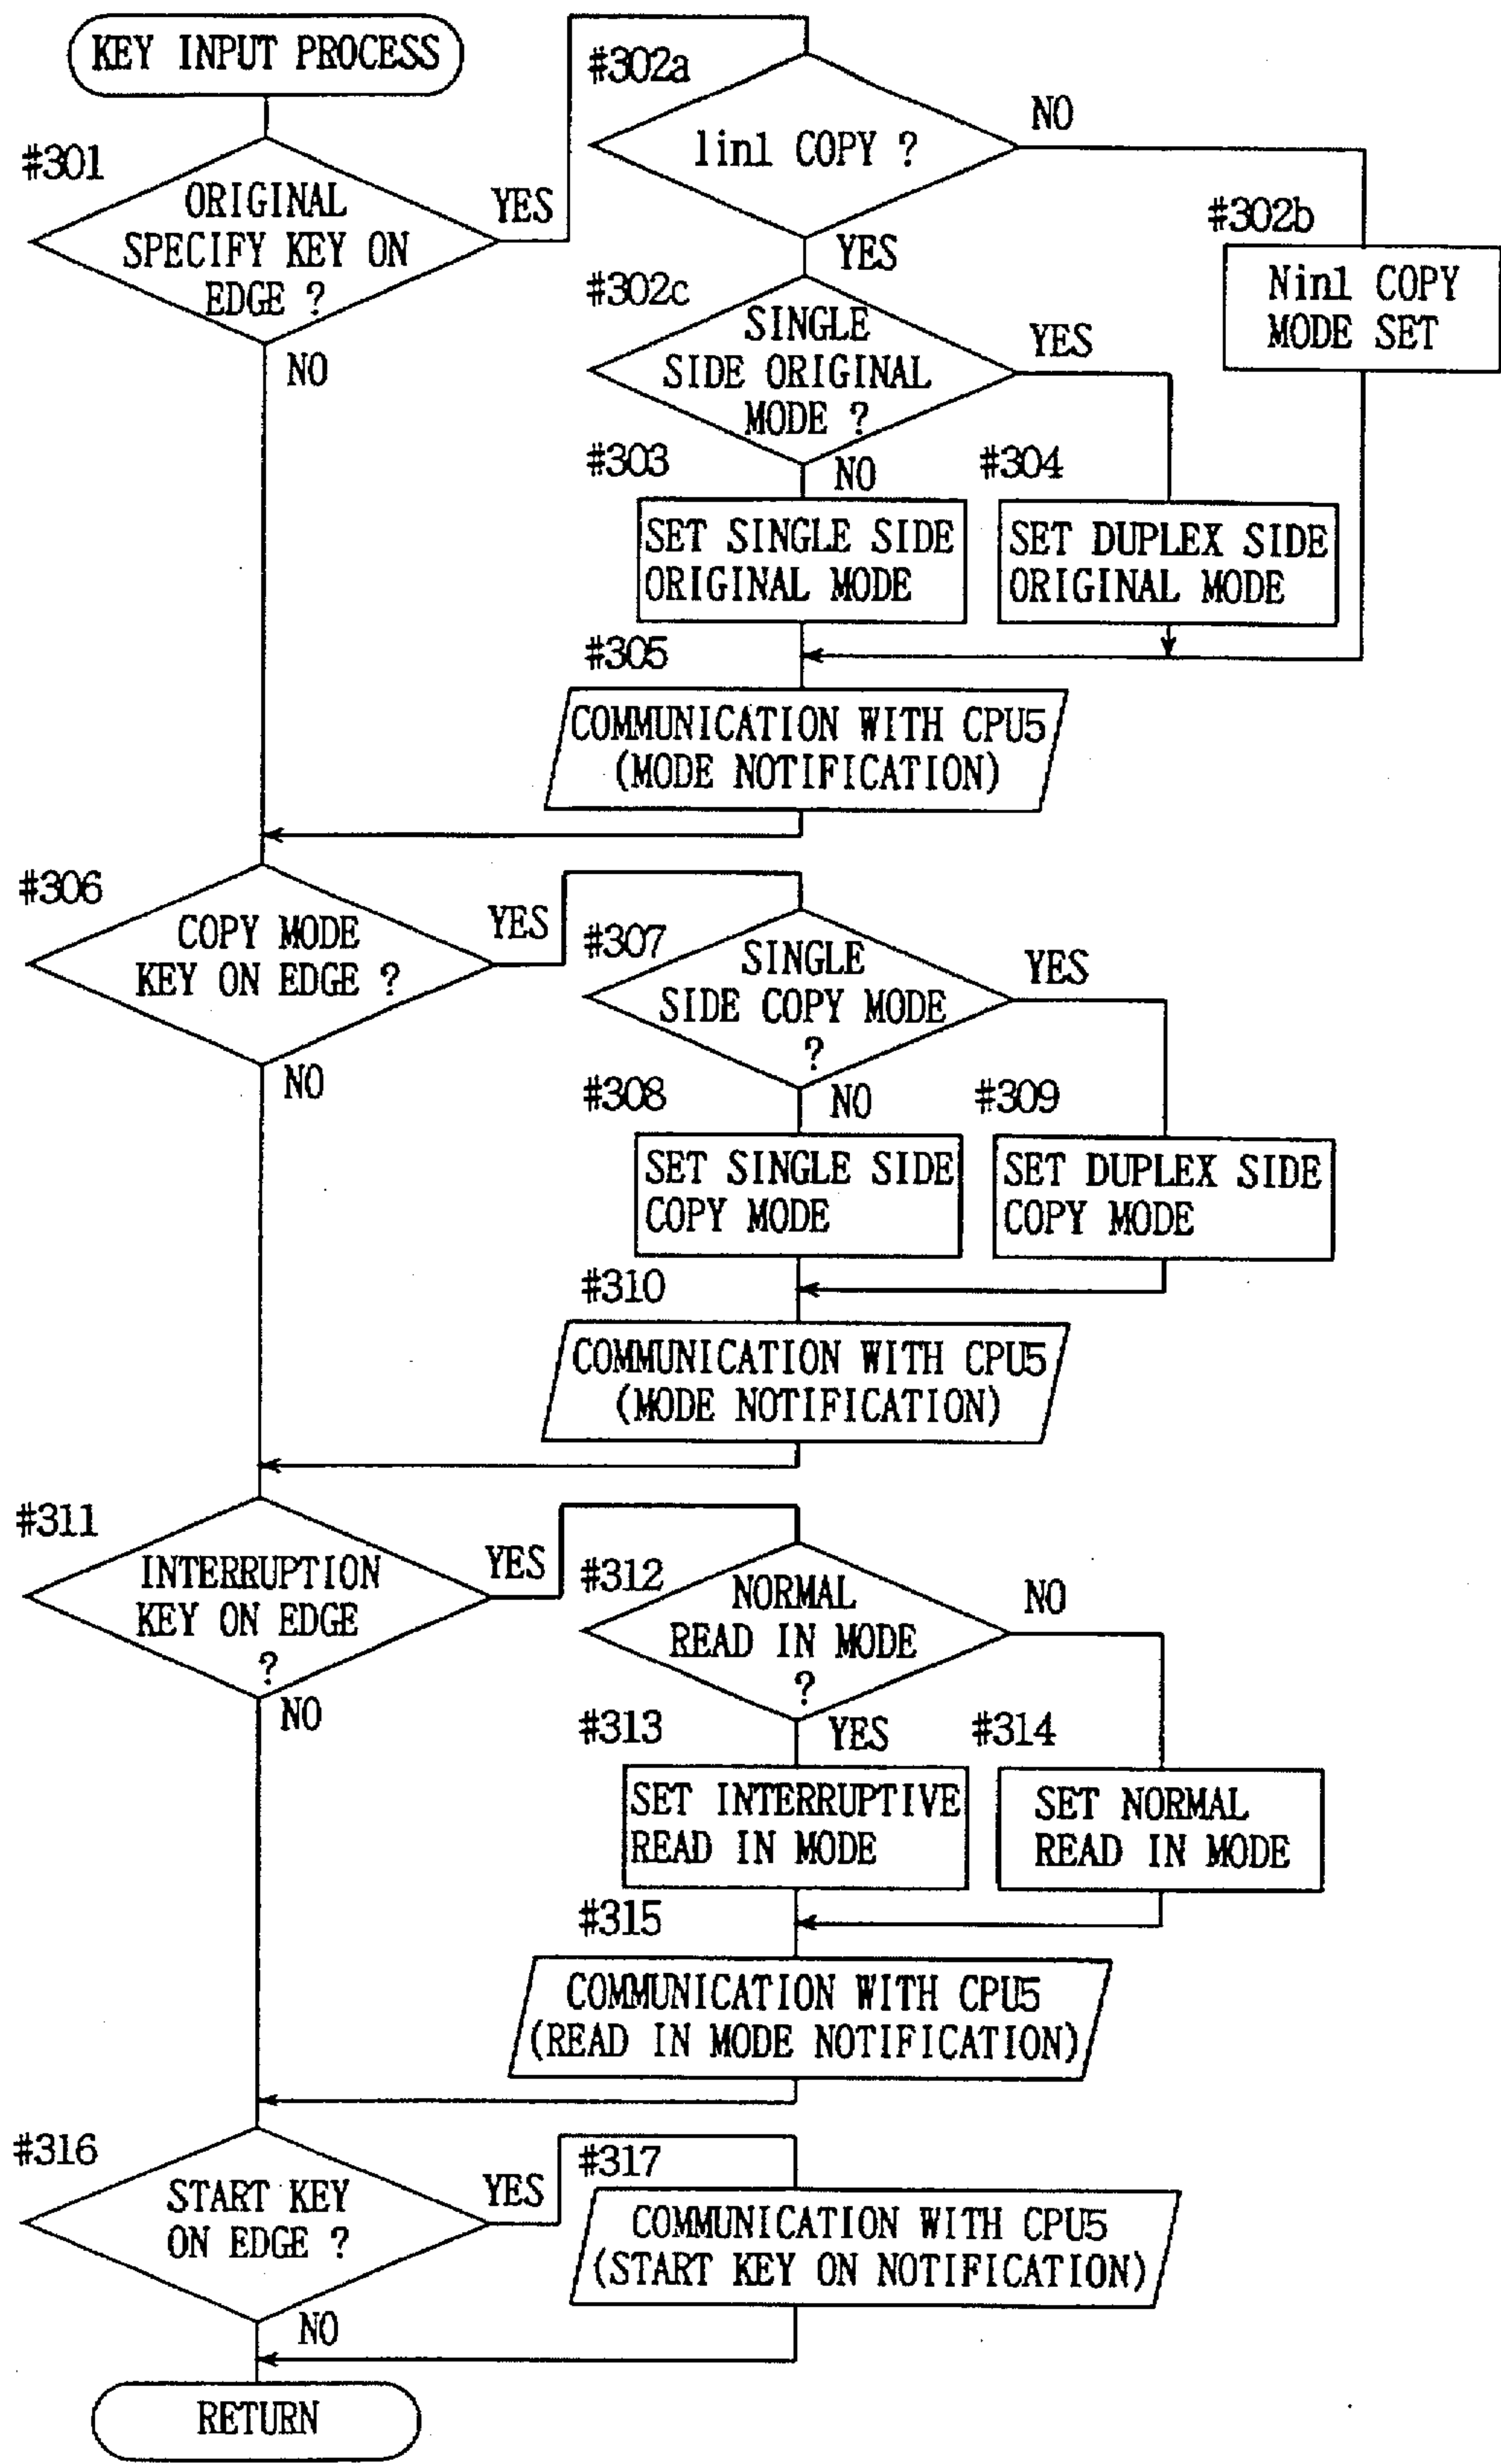 KEY INPUT PROCESS
#301
ORIGINAL
SPECIFY KEY ON
EDGE ?
YES
NO
#302a
1in1 COPY ?
NO
YES
#302b
Nin1 COPY
MODE SET
#302c
SINGLE
SIDE ORIGINAL
MODE ?
YES
NO
#303
SET SINGLE SIDE
ORIGINAL MODE
#304
SET DUPLEX SIDE
ORIGINAL MODE
#305
COMMUNICATION WITH CPU5
(MODE NOTIFICATION)
#306
COPY MODE
KEY ON EDGE ?
YES
NO
#307
SINGLE
SIDE COPY MODE
?
YES
NO
#308
SET SINGLE SIDE
COPY MODE
#309
SET DUPLEX SIDE
COPY MODE
#310
COMMUNICATION WITH CPU5
(MODE NOTIFICATION)
#311
INTERRUPTION
KEY ON EDGE
?
YES
NO
#312
NORMAL
READ IN MODE
?
NO
YES
#313
SET INTERRUPTIVE
READ IN MODE
#314
SET NORMAL
READ IN MODE
#315
COMMUNICATION WITH CPU5
(READ IN MODE NOTIFICATION)
#316
START KEY
ON EDGE ?
YES
NO
#317
COMMUNICATION WITH CPU5
(START KEY ON NOTIFICATION)
RETURN